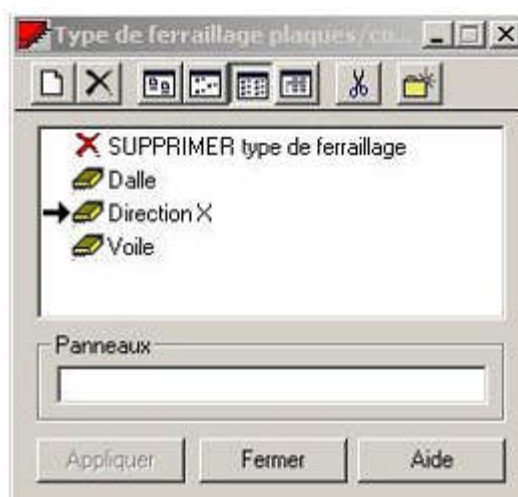 Type de ferraillage plaques/co...
SUPPRIMER type de ferraillage
Dalle
Direction X
Voile
Panneaux
Appliquer Fermer Aide